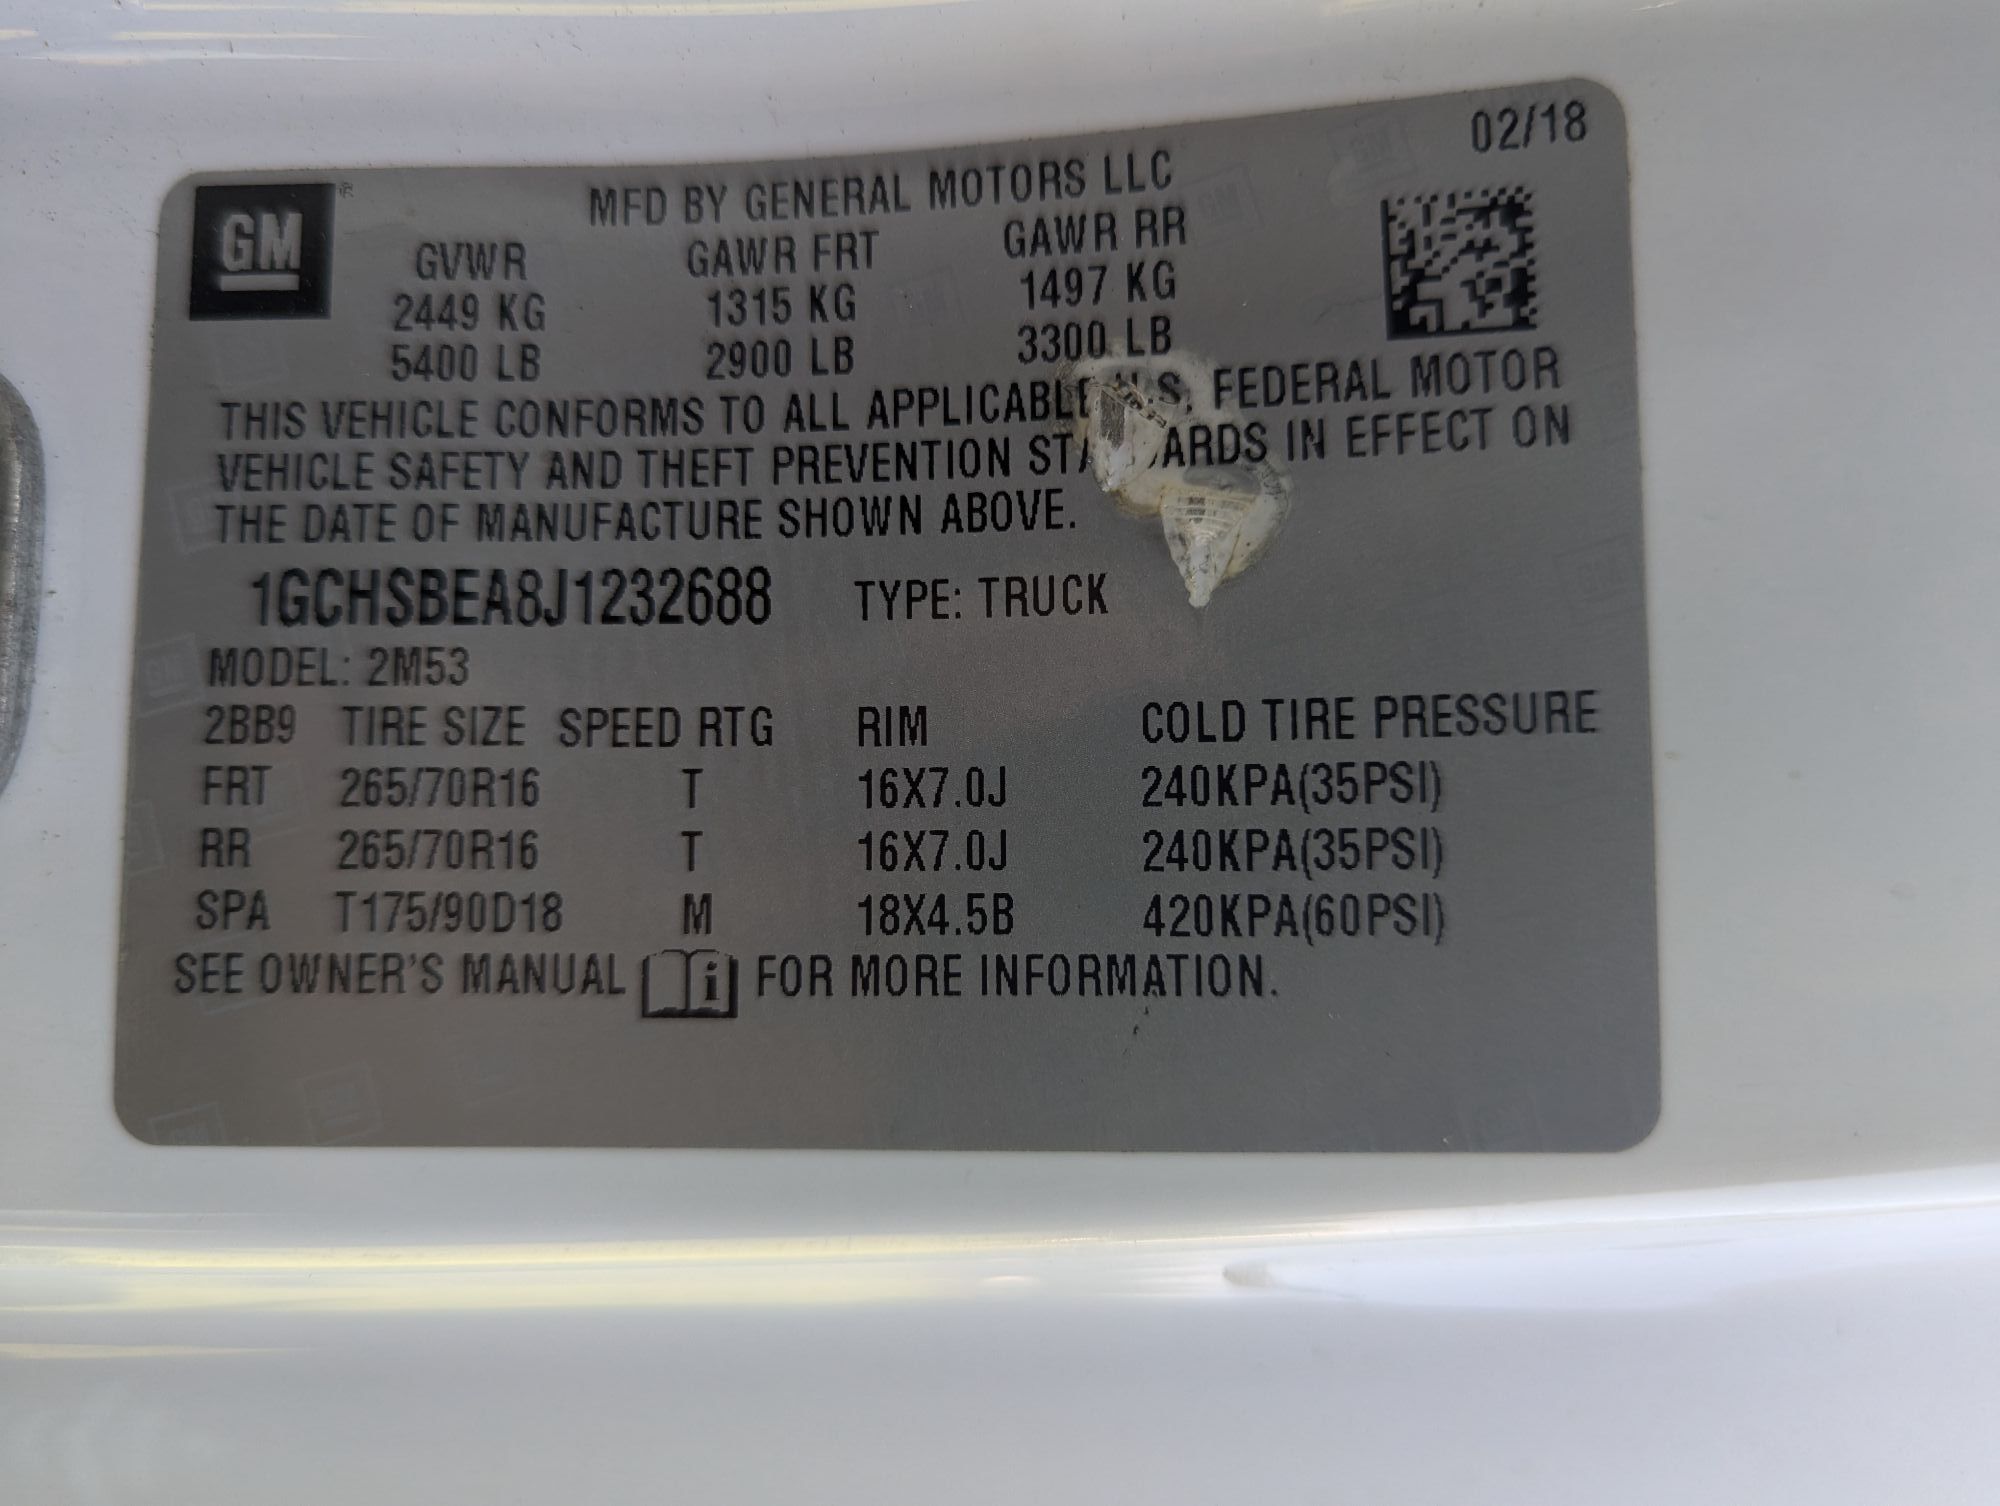 02/18
GM
MFD BY GENERAL MOTORS LLC
GVWR GAWR FRT GAWR RR
2449 KG 1315 KG 1497 KG
5400 LB 2900 LB 3300 LB
THIS VEHICLE CONFORMS TO ALL APPLICABLE U.S. FEDERAL MOTOR
VEHICLE SAFETY AND THEFT PREVENTION IN EFFECT ON
THE DATE OF MANUFACTURE SHOWN ABOVE.
1GCHSBEA8J1232688 TYPE: TRUCK
MODEL: 2M53
2BB9 TIRE SIZE SPEED RTG RIM COLD TIRE PRESSURE
FRT 265/70R16 T 16X7.0J 240KPA(35PSI)
RR 265/70R16 T 16X7.0J 240KPA(35PSI)
SPA T175/90D18 M 18X4.5B 420KPA(60PSI)
SEE OWNER'S MANUAL i FOR MORE INFORMATION.